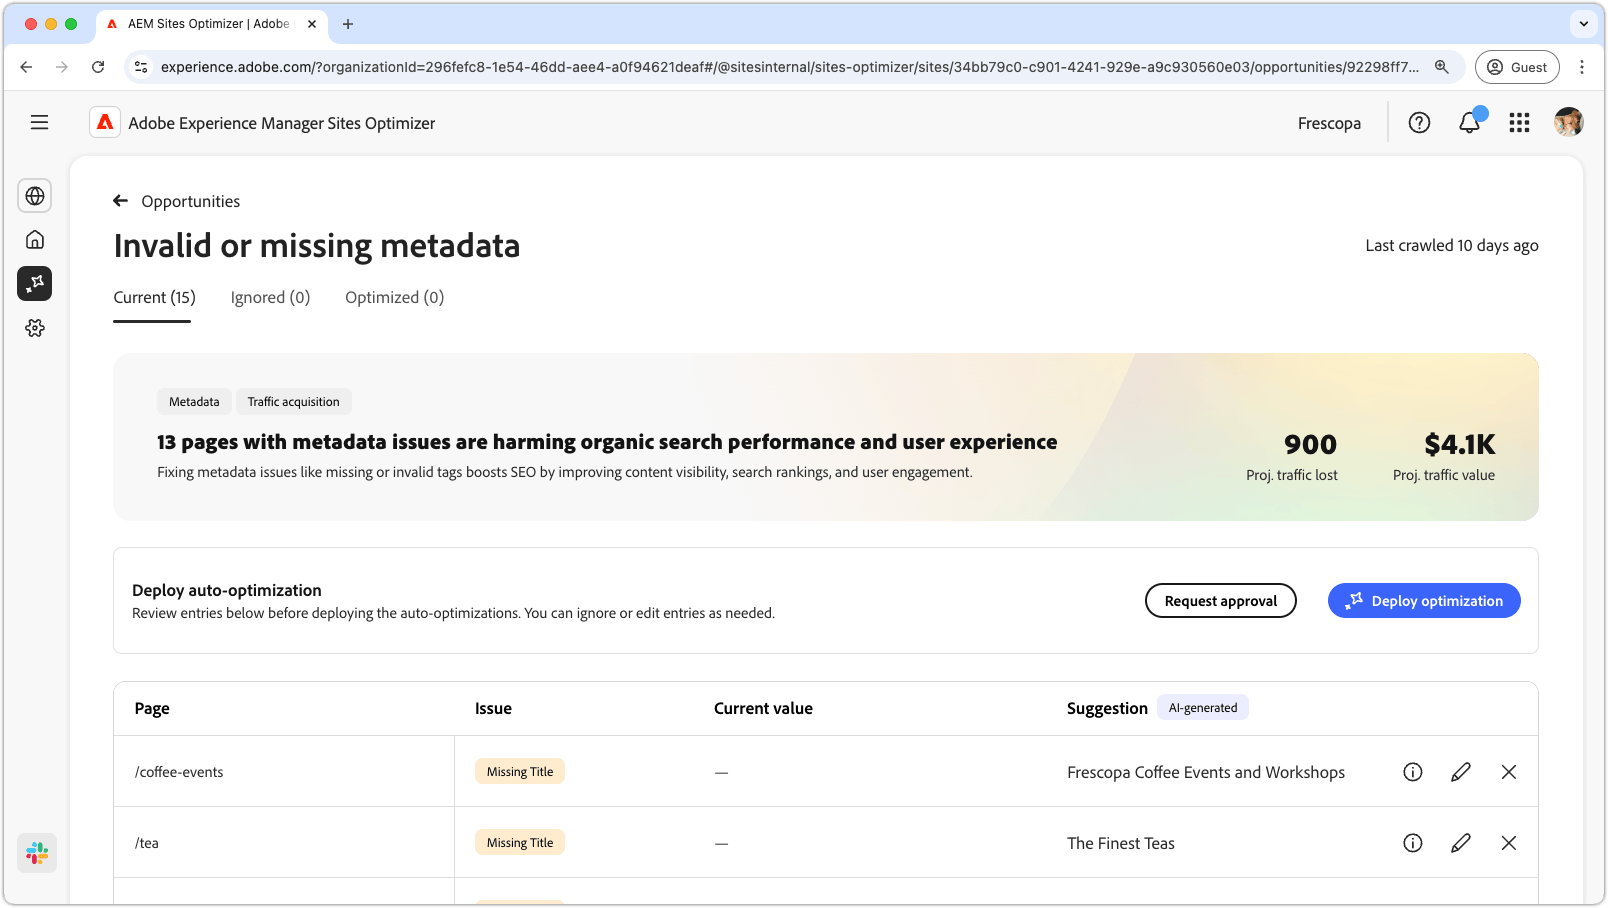 AEM Sites Optimizer | Adobe
experience.adobe.com/?organizationId=296fefc8-1e54-46dd-aee4-a0f94621deaf#/@sitesinternal/sites-optimizer/sites/34bb79c0-c901-4241-929e-a9c930560e03/opportunities/92298ff7...
Guest
Adobe Experience Manager Sites Optimizer
Frescopa
Opportunities
Invalid or missing metadata
Last crawled 10 days ago
Current (15)
Ignored (0)
Optimized (0)
Metadata
Traffic acquisition
13 pages with metadata issues are harming organic search performance and user experience
Fixing metadata issues like missing or invalid tags boosts SEO by improving content visibility, search rankings, and user engagement.
900
Proj. traffic lost
$4.1K
Proj. traffic value
Deploy auto-optimization
Review entries below before deploying the auto-optimizations. You can ignore or edit entries as needed.
Request approval
Deploy optimization
Page
Issue
Current value
Suggestion
AI-generated
/coffee-events
Missing Title
—
Frescopa Coffee Events and Workshops
/tea
Missing Title
—
The Finest Teas